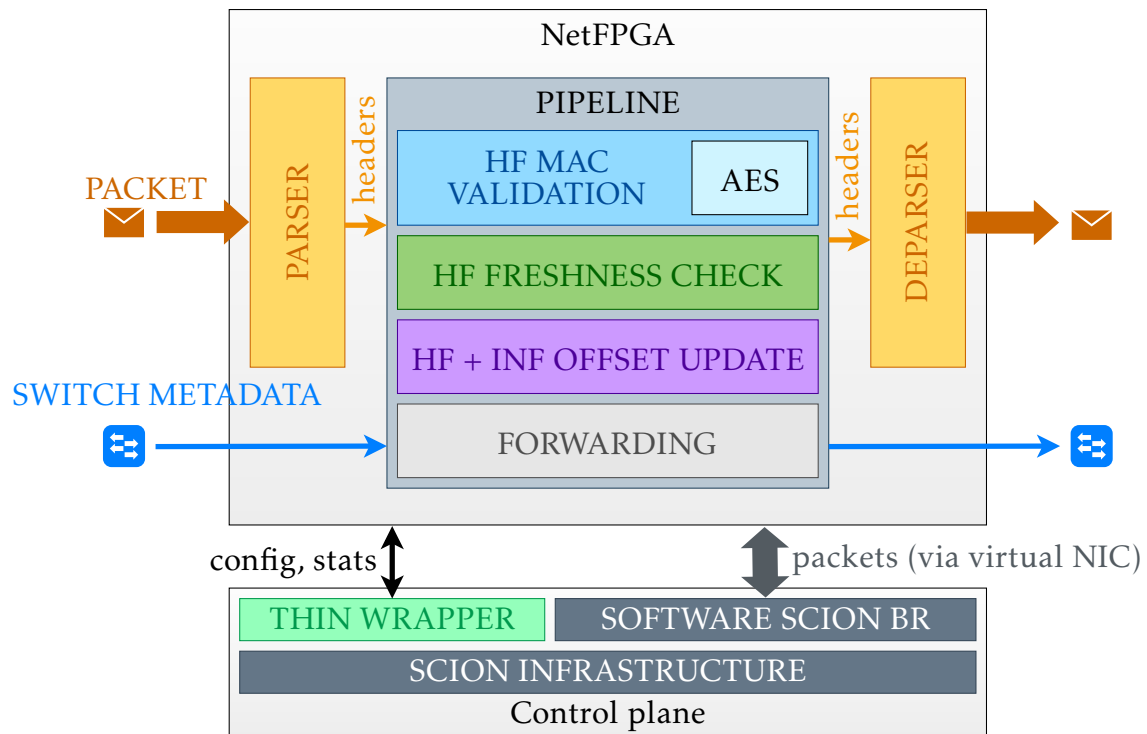 NetFPGA
PIPELINE
PACKET
PARSER
headers
HF MAC
VALIDATION
AES
headers
DEPARSER
HF FRESHNESS CHECK
HF + INF OFFSET UPDATE
SWITCH METADATA
FORWARDING
config, stats
packets (via virtual NIC)
THIN WRAPPER
SOFTWARE SCION BR
SCION INFRASTRUCTURE
Control plane